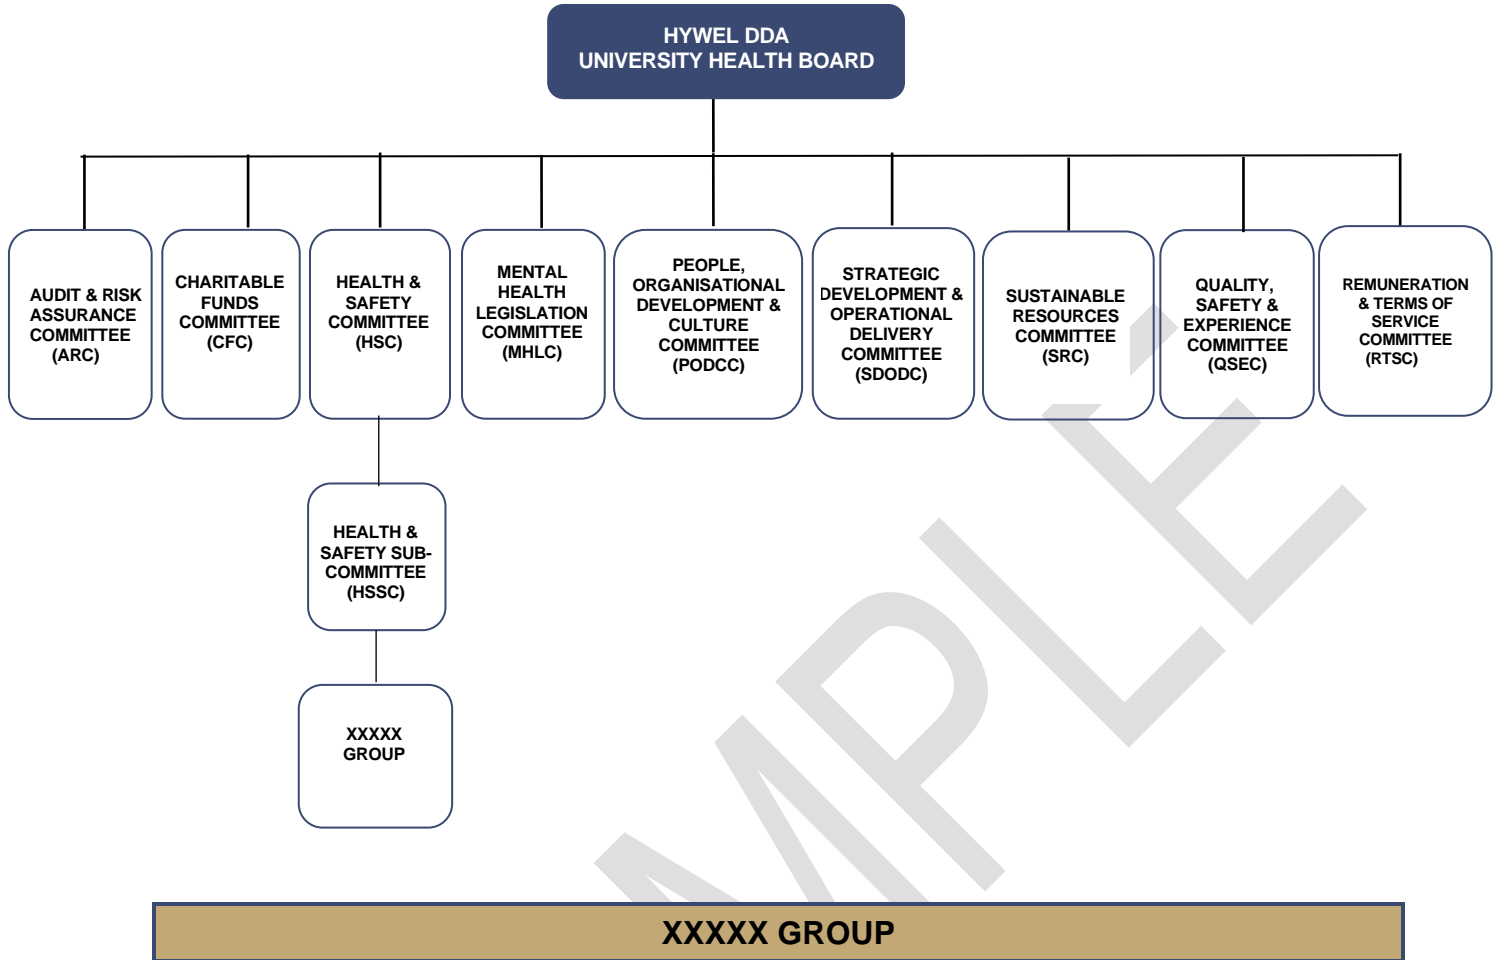 HYWEL DDA
UNIVERSITY HEALTH BOARD
AUDIT & RISK
ASSURANCE
COMMITTEE
(ARC)
CHARITABLE
FUNDS
COMMITTEE
(CFC)
HEALTH &
SAFETY
COMMITTEE
(HSC)
MENTAL
HEALTH
LEGISLATION
COMMITTEE
(MHLC)
PEOPLE,
ORGANISATIONAL
DEVELOPMENT &
CULTURE
COMMITTEE
(PODCC)
STRATEGIC
DEVELOPMENT &
OPERATIONAL
DELIVERY
COMMITTEE
(SDODC)
SUSTAINABLE
RESOURCES
COMMITTEE
(SRC)
QUALITY,
SAFETY &
EXPERIENCE
COMMITTEE
(QSEC)
REMUNERATION
& TERMS OF
SERVICE
COMMITTEE
(RTSC)
HEALTH &
SAFETY SUB-
COMMITTEE
(HSSC)
XXXXX
GROUP
MPLE
XXXXX GROUP